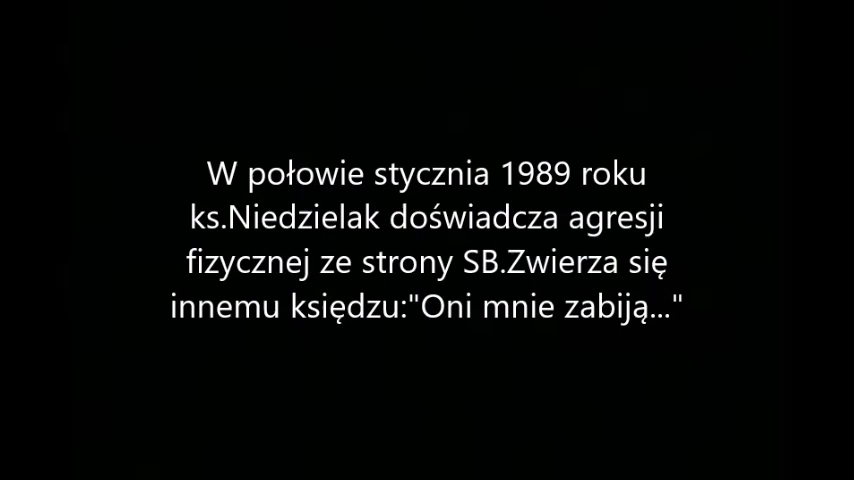 W połowie stycznia 1989 roku
ks.Niedzielak doświadcza agresji
fizycznej ze strony SB.Zwierza się
innemu księdzu:"Oni mnie zabiją..."